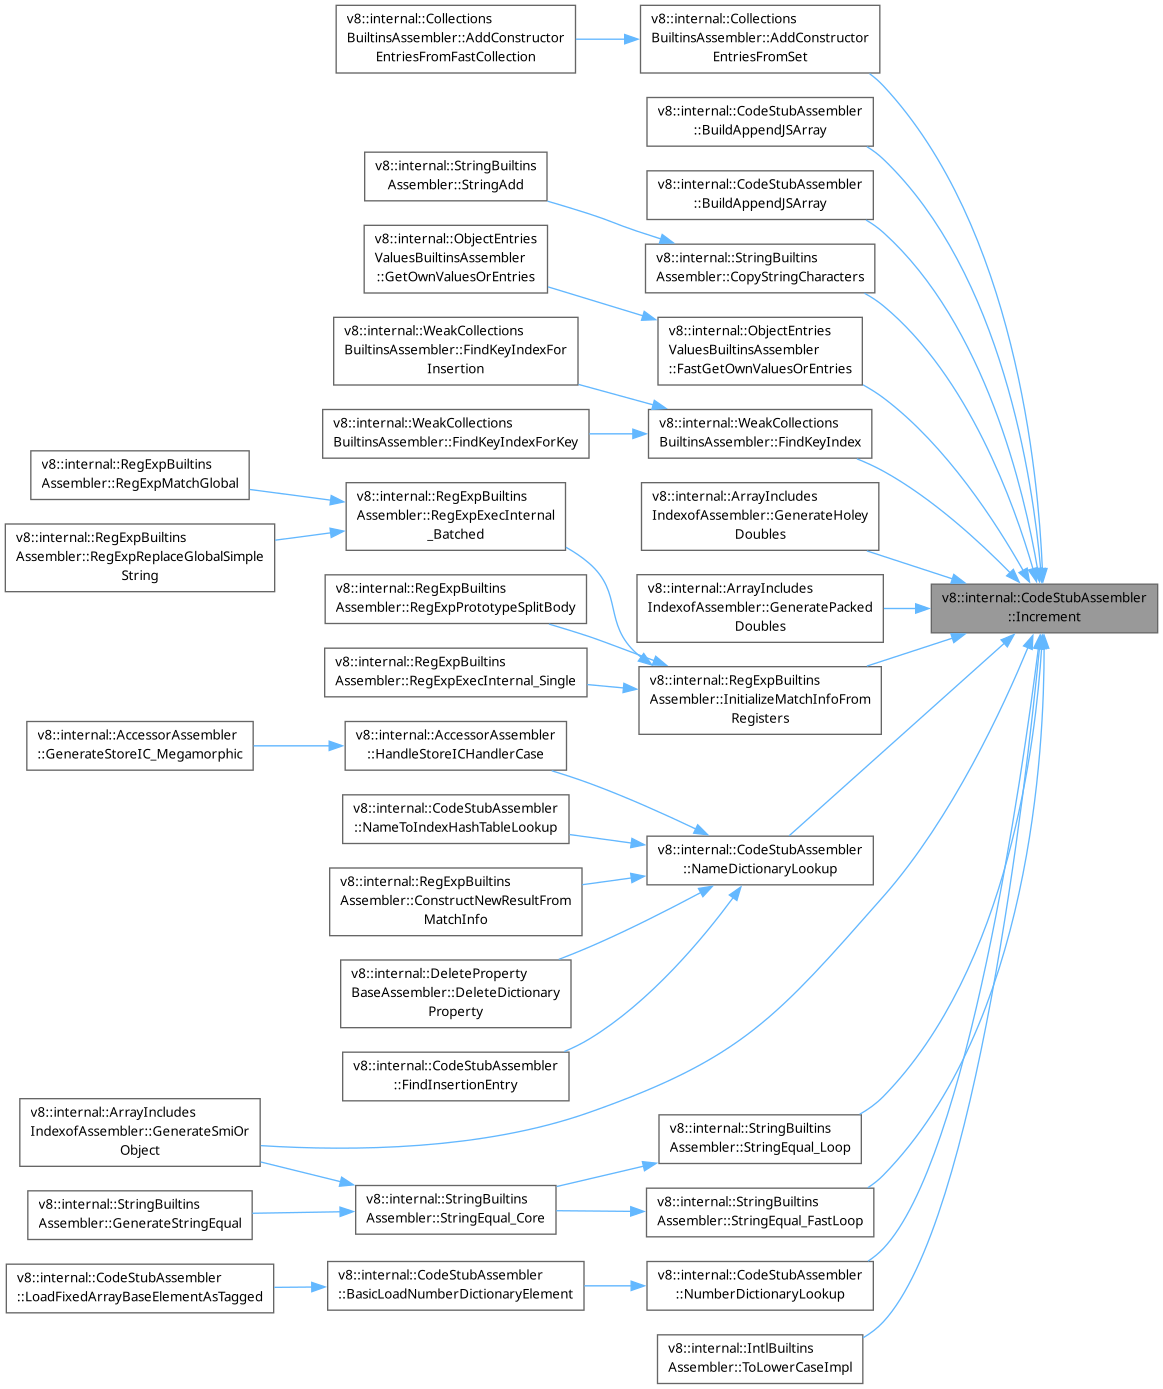 v8::internal::Collections
BuiltinsAssembler::AddConstructor
EntriesFromFastCollection
v8::internal::Collections
BuiltinsAssembler::AddConstructor
EntriesFromSet
v8::internal::CodeStubAssembler
::BuildAppendJSArray
v8::internal::StringBuiltins
Assembler::StringAdd
v8::internal::CodeStubAssembler
::BuildAppendJSArray
v8::internal::ObjectEntries
ValuesBuiltinsAssembler
::GetOwnValuesOrEntries
v8::internal::StringBuiltins
Assembler::CopyStringCharacters
v8::internal::WeakCollections
BuiltinsAssembler::FindKeyIndexFor
Insertion
v8::internal::ObjectEntries
ValuesBuiltinsAssembler
::FastGetOwnValuesOrEntries
v8::internal::WeakCollections
BuiltinsAssembler::FindKeyIndexForKey
v8::internal::WeakCollections
BuiltinsAssembler::FindKeyIndex
v8::internal::RegExpBuiltins
Assembler::RegExpMatchGlobal
v8::internal::RegExpBuiltins
Assembler::RegExpExecInternal
_Batched
v8::internal::ArrayIncludes
IndexofAssembler::GenerateHoley
Doubles
v8::internal::RegExpBuiltins
Assembler::RegExpReplaceGlobalSimple
String
v8::internal::RegExpBuiltins
Assembler::RegExpPrototypeSplitBody
v8::internal::ArrayIncludes
IndexofAssembler::GeneratePacked
Doubles
v8::internal::CodeStubAssembler
::Increment
v8::internal::RegExpBuiltins
Assembler::RegExpExecInternal_Single
v8::internal::RegExpBuiltins
Assembler::InitializeMatchInfoFrom
Registers
v8::internal::AccessorAssembler
::GenerateStoreIC_Megamorphic
v8::internal::AccessorAssembler
::HandleStoreICHandlerCase
v8::internal::CodeStubAssembler
::NameToIndexHashTableLookup
v8::internal::CodeStubAssembler
::NameDictionaryLookup
v8::internal::RegExpBuiltins
Assembler::ConstructNewResultFrom
MatchInfo
v8::internal::DeleteProperty
BaseAssembler::DeleteDictionary
Property
v8::internal::CodeStubAssembler
::FindInsertionEntry
v8::internal::ArrayIncludes
IndexofAssembler::GenerateSmiOr
Object
v8::internal::StringBuiltins
Assembler::StringEqual_Loop
v8::internal::StringBuiltins
Assembler::GenerateStringEqual
v8::internal::StringBuiltins
Assembler::StringEqual_Core
v8::internal::StringBuiltins
Assembler::StringEqual_FastLoop
v8::internal::CodeStubAssembler
::LoadFixedArrayBaseElementAsTagged
v8::internal::CodeStubAssembler
::BasicLoadNumberDictionaryElement
v8::internal::CodeStubAssembler
::NumberDictionaryLookup
v8::internal::IntlBuiltins
Assembler::ToLowerCaseImpl